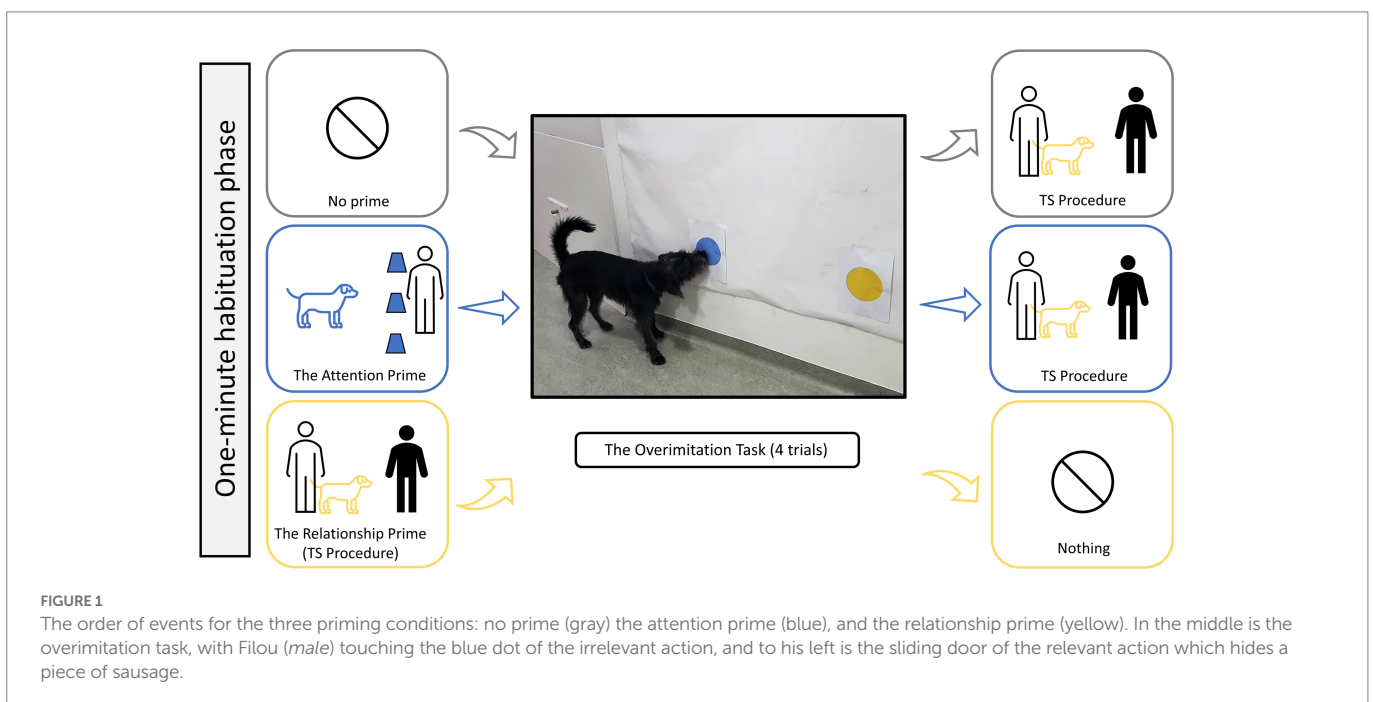 One-minute habituation phase
No prime
The Attention Prime
The Relationship Prime
(TS Procedure)
The Overimitation Task (4 trials)
TS Procedure
TS Procedure
Nothing
FIGURE 1
The order of events for the three priming conditions: no prime (gray) the attention prime (blue), and the relationship prime (yellow). In the middle is the
overimitation task, with Filou (male) touching the blue dot of the irrelevant action, and to his left is the sliding door of the relevant action which hides a
piece of sausage.